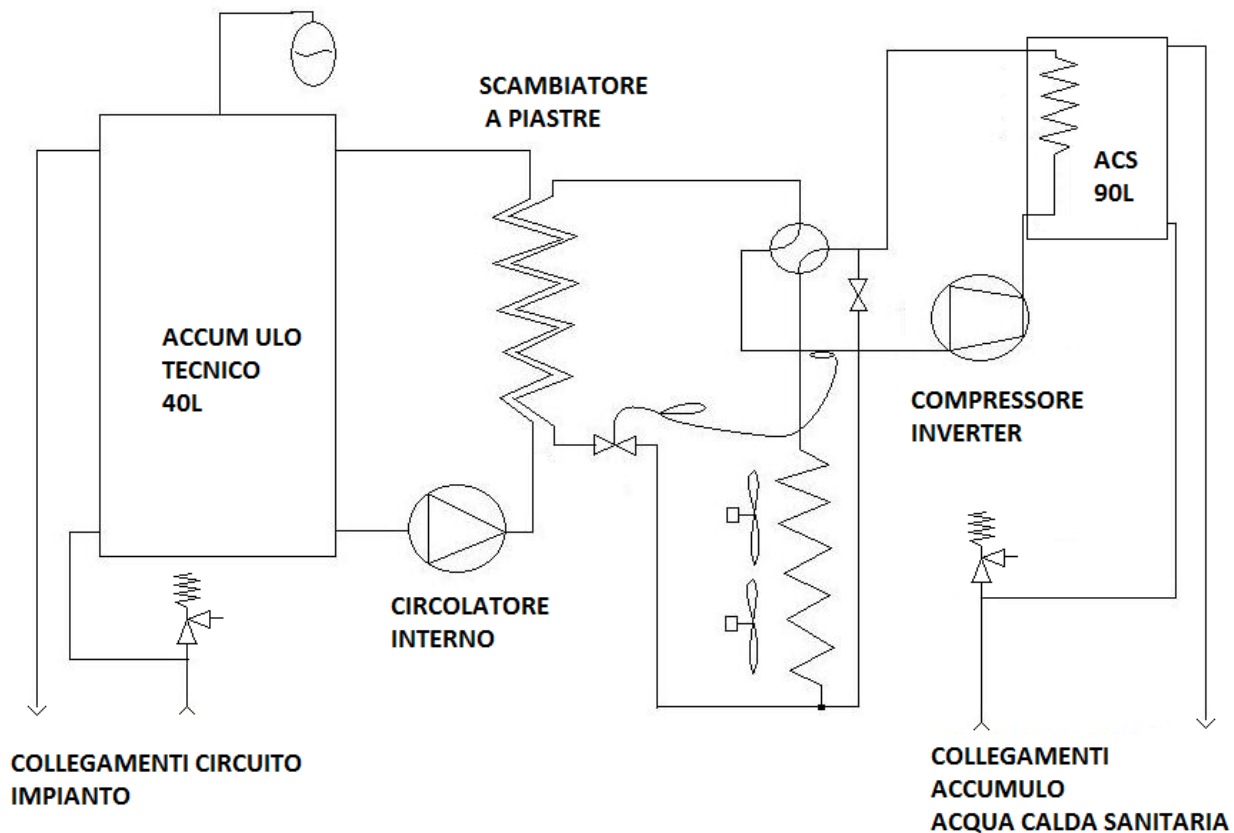 SCAMBIATORE
A PIASTRE
ACS
90L
ACCUM ULO
TECNICO
40L
COMPRESSORE
INVERTER
CIRCOLATORE
INTERNO
COLLEGAMENTI CIRCUITO
IMPIANTO
COLLEGAMENTI
ACCUMULO
ACQUA CALDA SANITARIA